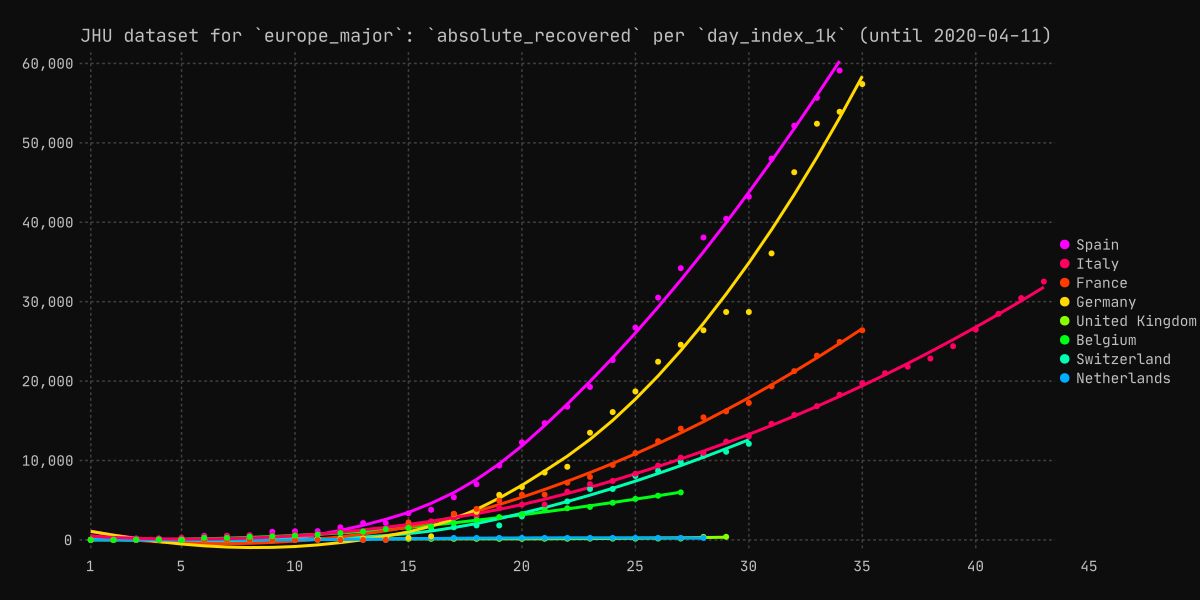 JHU dataset for `europe_major`: `absolute_recovered` per `day_index_1k` (until 2020-04-11)
60,000
50,000
40,000
30,000
20,000
10,000
0
1 5 10 15 20 25 30 35 40 45
Spain
Italy
France
Germany
United Kingdom
Belgium
Switzerland
Netherlands